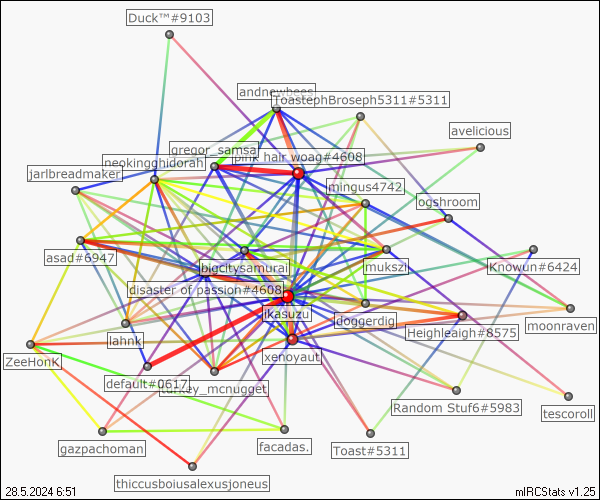 Duck™#9103
andnewbees
ToastephBroseph5311#5311
avelicious
gregor_samsa
pink hair woag#4608
neokingghidorah
jarlbreadmaker
mingus4742
ogshroom
asad#6947
bigcitysamurai
mukszi
Knowun#6424
disaster of passion#4608
ikasuzu
doggerdig
moonraven
lahnk
Heighleaigh#8575
xenoyaut
ZeeHonK
default#0617
Random Stuf6#5983
tescoroll
gazpachoman
facadas.
Toast#5311
thiccusboiusalexusjoneus
28.5.2024 6:51
mIRCStats v1.25